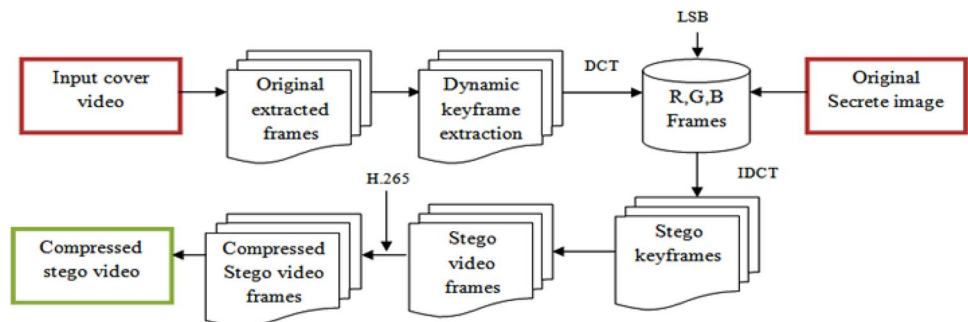 LSB
Input cover
video
Original
extracted
frames
Dynamic
keyframe
extraction
DCT
R,G,B
Frames
Original
Secrete image
IDCT
H.265
Compressed
stego video
Compressed
Stego video
frames
Stego
video
frames
Stego
keyframes